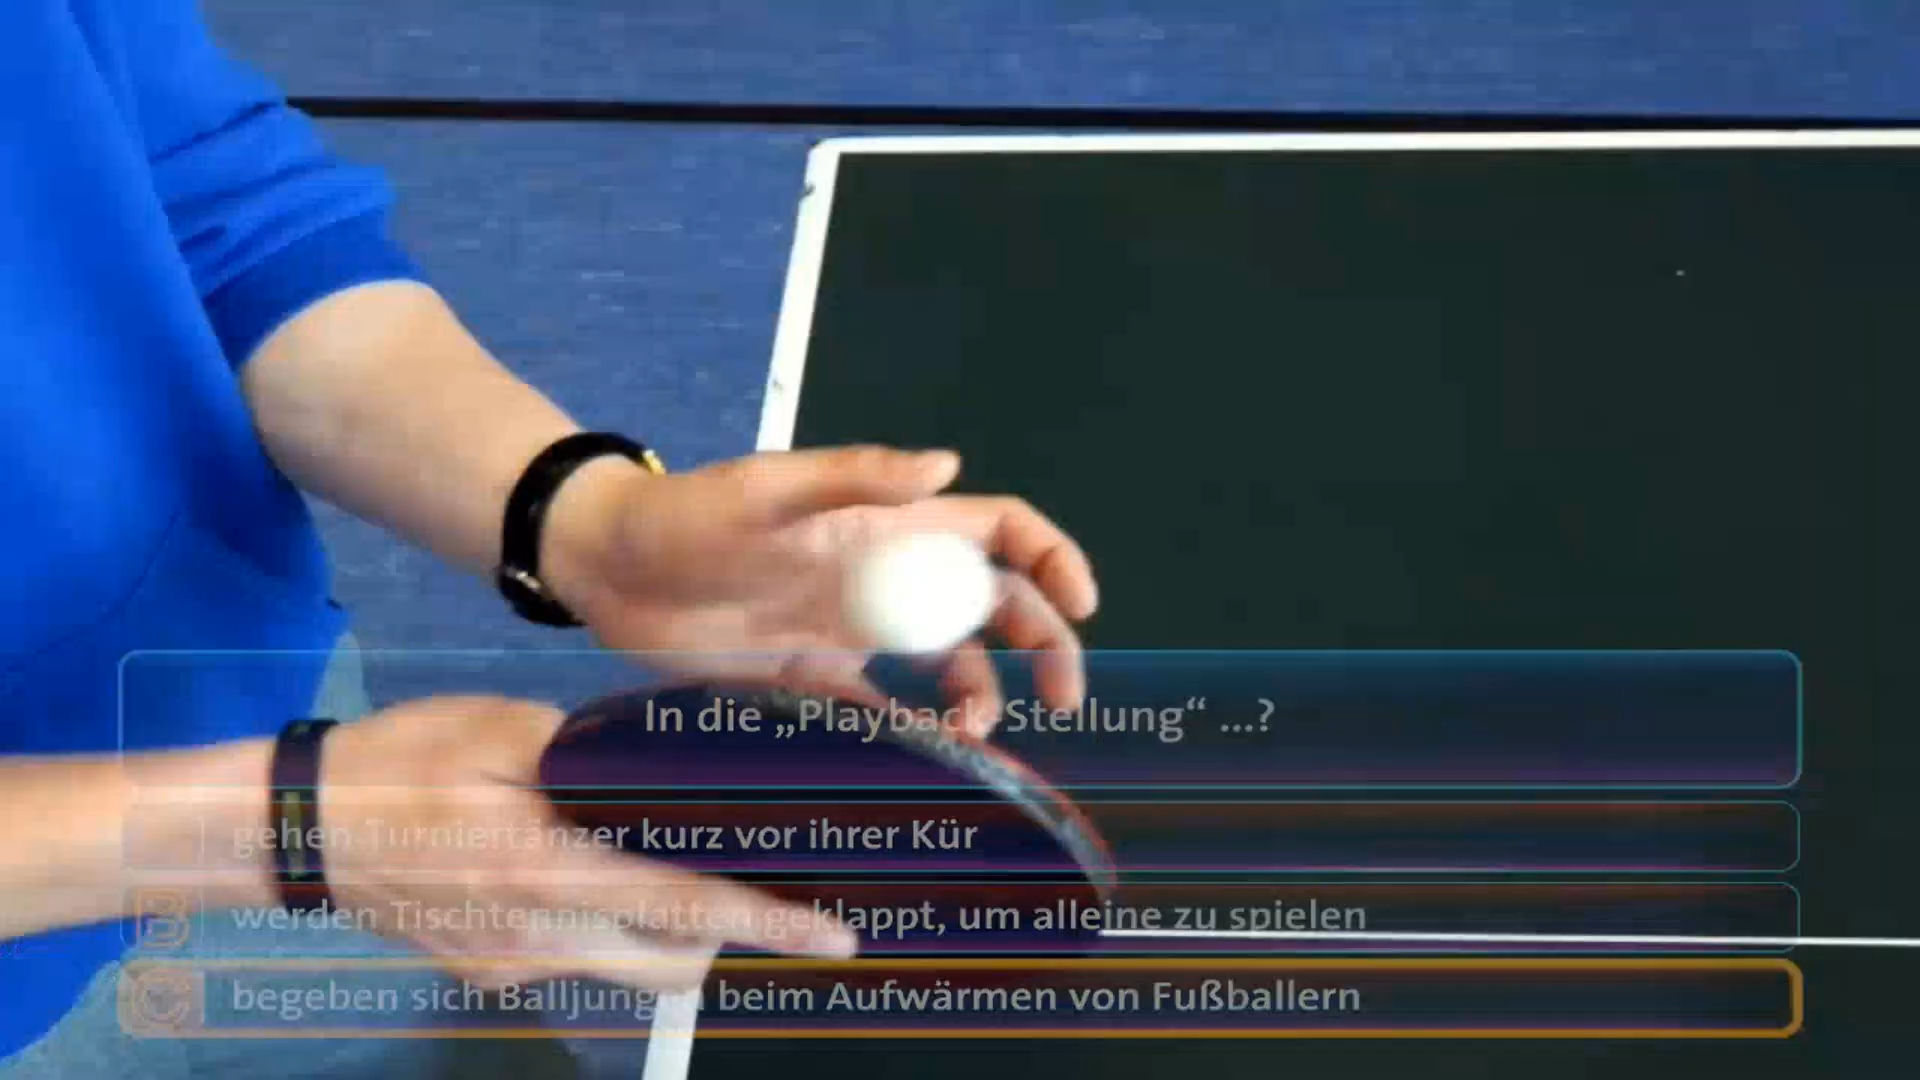 In die „Playback-Stellung“ ...?
gehen Turniertänzer kurz vor ihrer Kür
B werden Tischtennisplatten geklappt, um alleine zu spielen
C begeben sich Balljungen beim Aufwärmen von Fußballern